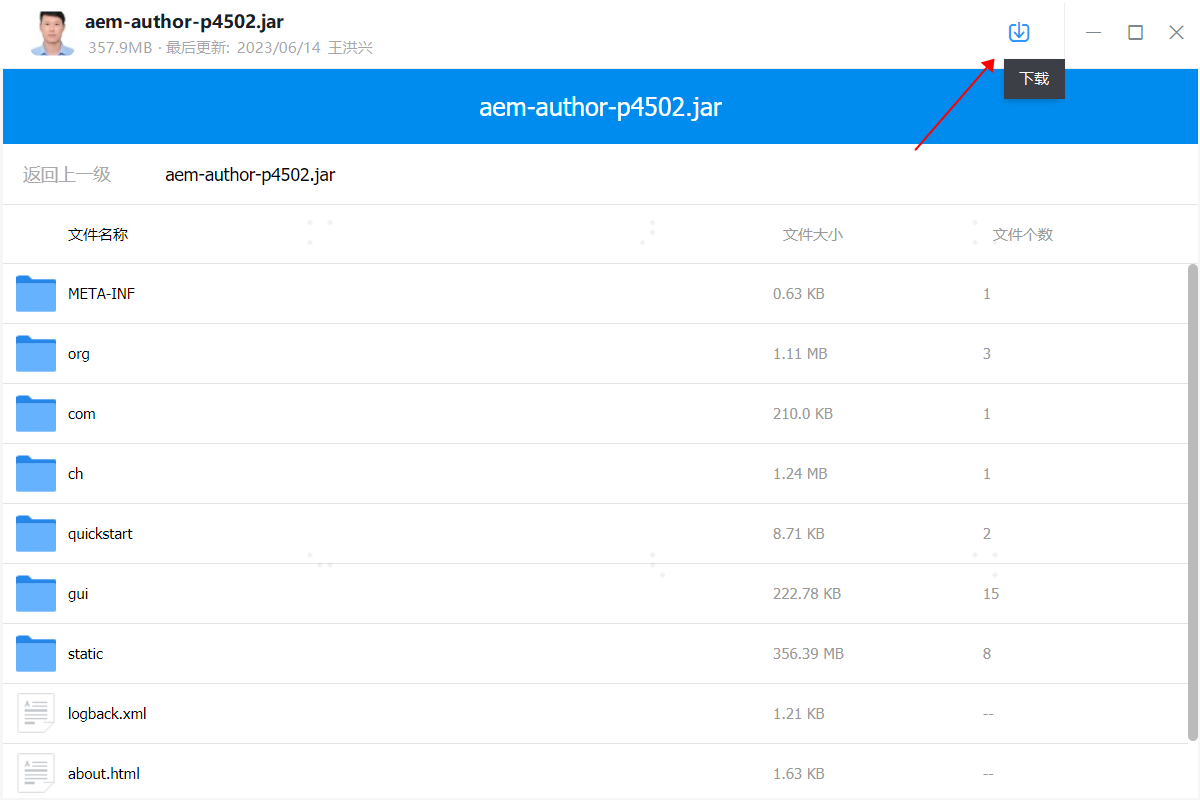 aem-author-p4502.jar
357.9MB · 最后更新: 2023/06/14 王洪兴
下载
aem-author-p4502.jar
返回上一级 aem-author-p4502.jar
文件名称 文件大小 文件个数
META-INF 0.63 KB 1
org 1.11 MB 3
com 210.0 KB 1
ch 1.24 MB 1
quickstart 8.71 KB 2
gui 222.78 KB 15
static 356.39 MB 8
logback.xml 1.21 KB --
about.html 1.63 KB --